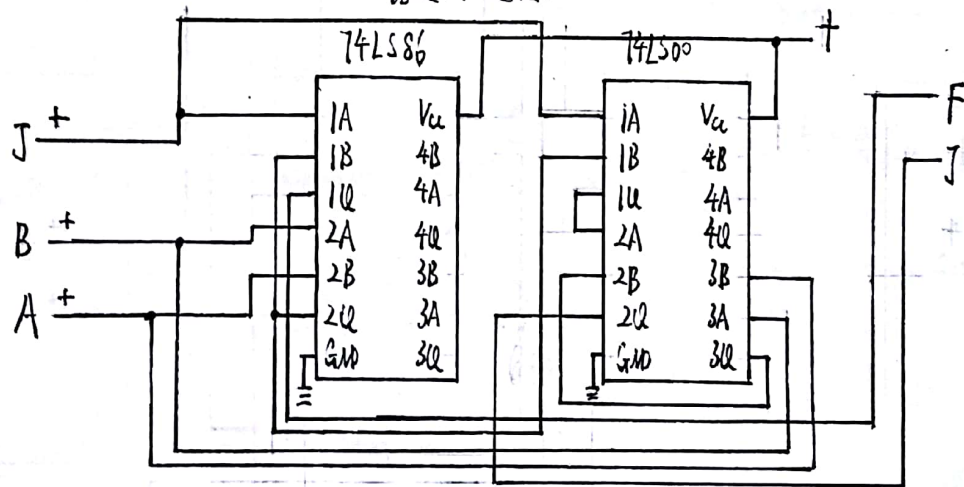 74LS86
74LS00
+
J +
B +
A +
1A
1B
1Q
2A
2B
2Q
GND
Vcc
4B
4A
4Q
3B
3A
3Q
1A
1B
1Q
2A
2B
2Q
GND
Vcc
4B
4A
4Q
3B
3A
3Q
F
J